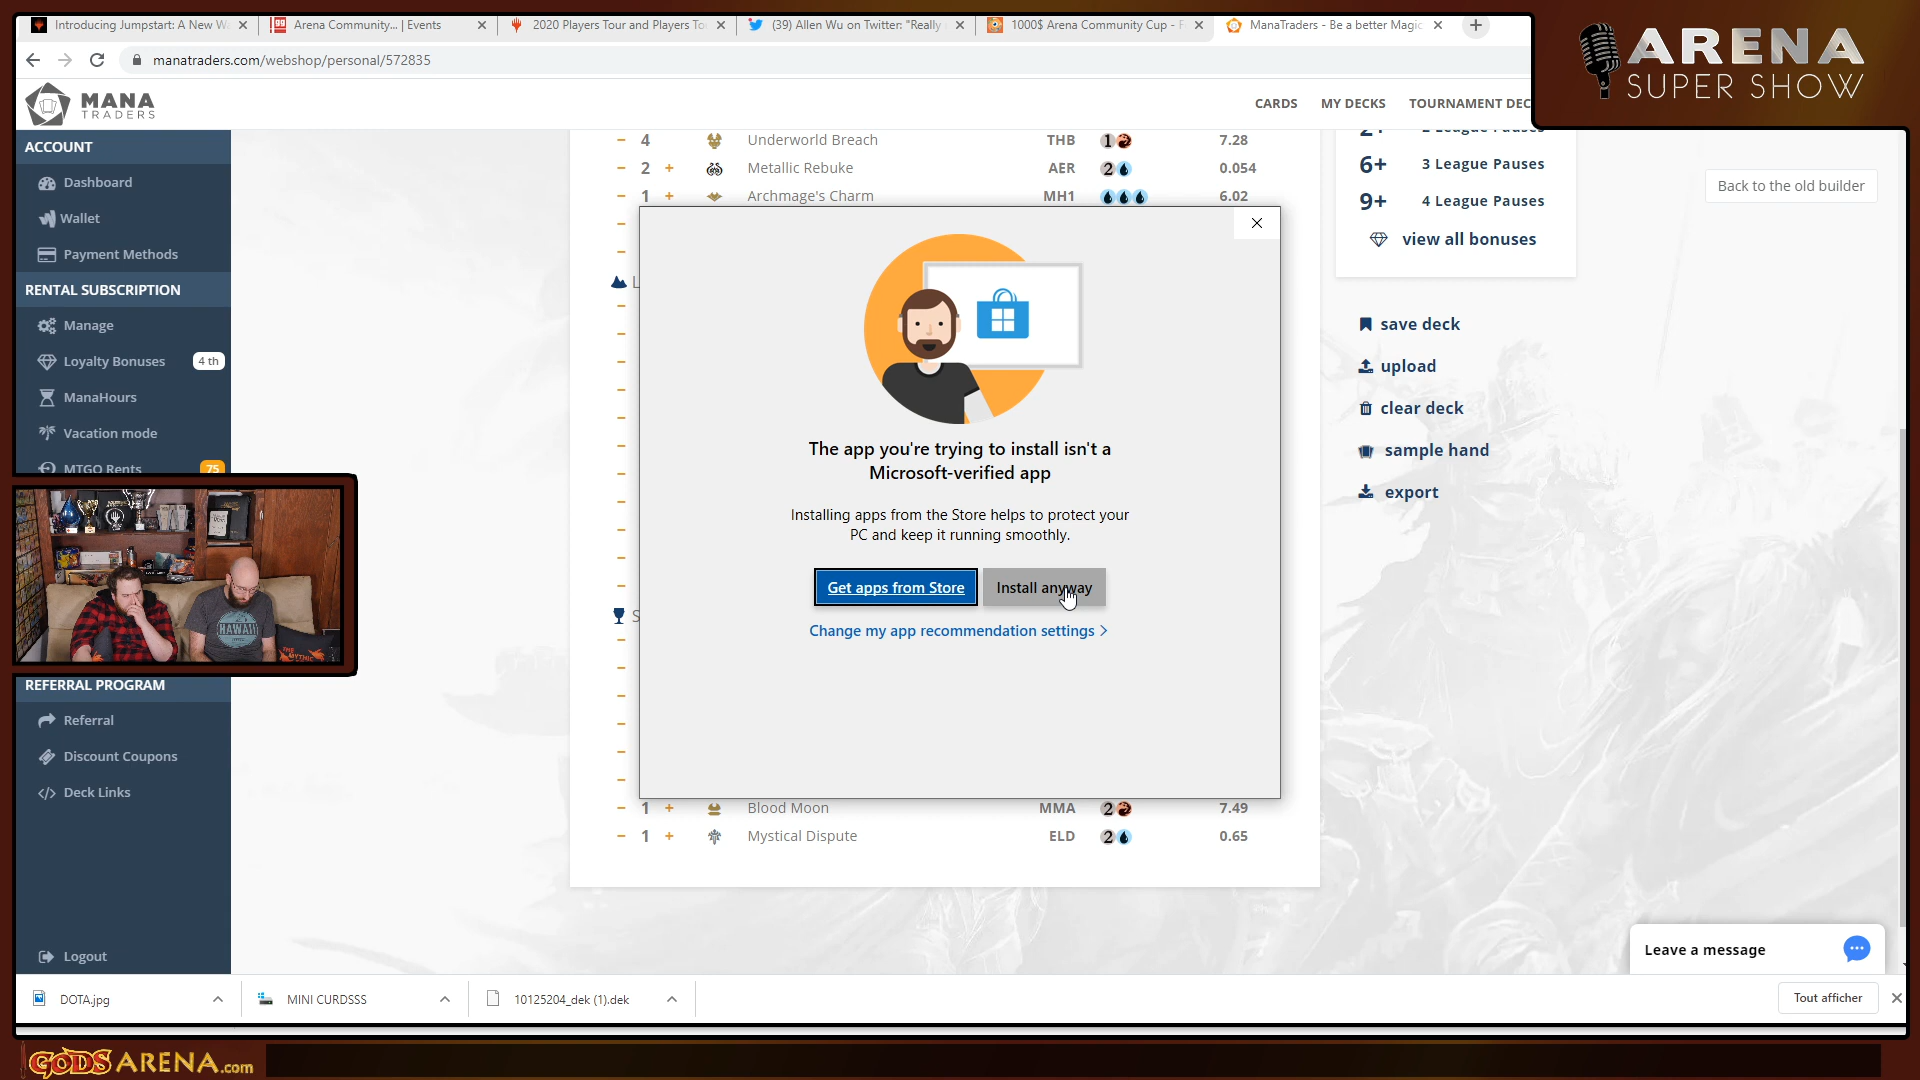 Introducing Jumpstart: A New W
Arena Community... | Events
2020 Players Tour and Players To
(39) Allen Wu on Twitter: "Really
1000$ Arena Community Cup - F
ManaTraders - Be a better Magic
manatraders.com/webshop/personal/572835
ARENA
SUPER SHOW
MANA
TRADERS
CARDS
MY DECKS
TOURNAMENT DEC
ACCOUNT
Dashboard
Wallet
Payment Methods
RENTAL SUBSCRIPTION
Manage
Loyalty Bonuses
4 th
ManaHours
Vacation mode
MTGO Rents
75
REFERRAL PROGRAM
Referral
Discount Coupons
Deck Links
Logout
4 Underworld Breach THB 1 7.28
2 + Metallic Rebuke AER 2 0.054
1 + Archmage's Charm MH1 6.02
The app you're trying to install isn't a
Microsoft-verified app
Installing apps from the Store helps to protect your
PC and keep it running smoothly.
Get apps from Store
Install anyway
Change my app recommendation settings >
1 + Blood Moon MMA 2 7.49
1 + Mystical Dispute ELD 2 0.65
2+ 2 League Pauses
6+ 3 League Pauses
9+ 4 League Pauses
view all bonuses
save deck
upload
clear deck
sample hand
export
Back to the old builder
Leave a message
DOTA.jpg
MINI CURDSSS
10125204_dek (1).dek
Tout afficher
HAWAII
GODSARENA.com